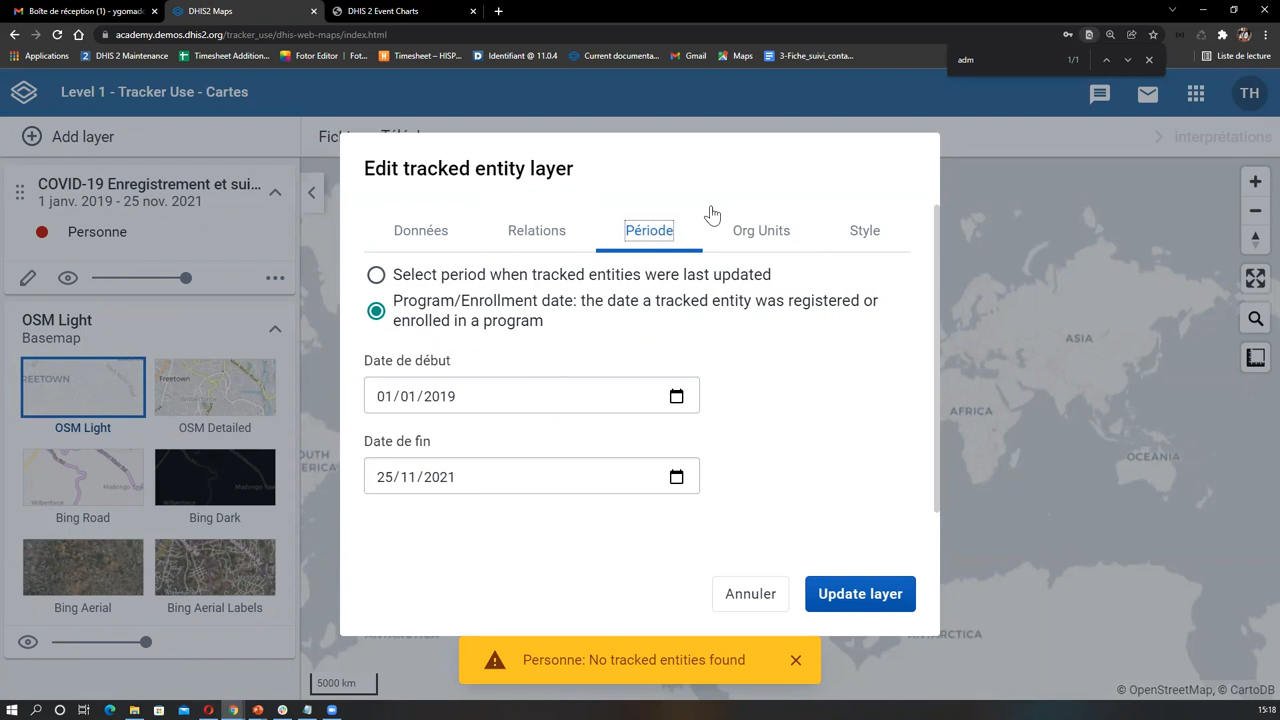 Boîte de réception (1) – ygomad
DHIS2 Maps
DHIS 2 Event Charts
academy.demos.dhis2.org/tracker_use/dhis-web-maps/index.html
Applications
DHIS 2 Maintenance
Timesheet Addition...
Fotor Editor | Fot...
Timesheet – HISP...
Identifiant @ 11.0.4
Current documenta...
Gmail
Maps
3-Fiche_suivi_conta...
Liste de lecture
adm
1/1
Level 1 - Tracker Use - Cartes
TH
Add layer
interprétations
COVID-19 Enregistrement et sui...
1 janv. 2019 - 25 nov. 2021
Personne
OSM Light
Basemap
OSM Light
OSM Detailed
Bing Road
Bing Dark
Bing Aerial
Bing Aerial Labels
Edit tracked entity layer
Données
Relations
Période
Org Units
Style
Select period when tracked entities were last updated
Program/Enrollment date: the date a tracked entity was registered or
enrolled in a program
Date de début
01/01/2019
Date de fin
25/11/2021
Annuler
Update layer
Personne: No tracked entities found
ASIA
AFRICA
OCEANIA
5000 km
© OpenStreetMap, © CartoDB
15:18